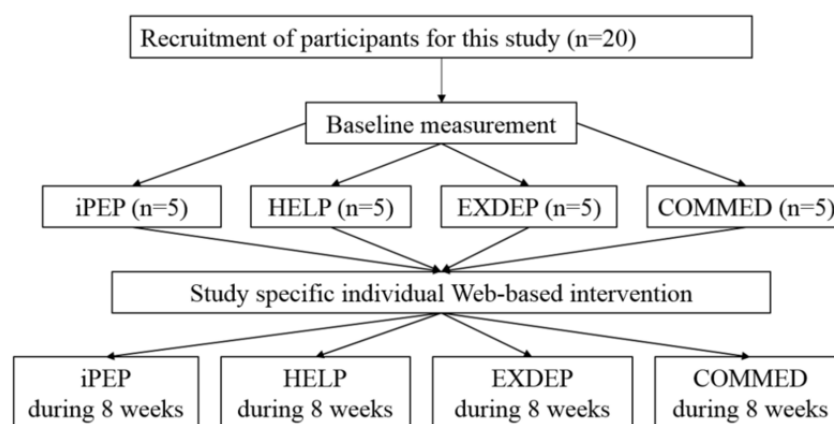 Recruitment of participants for this study (n=20)
Baseline measurement
iPEP (n=5)
HELP (n=5)
EXDEP (n=5)
COMMED (n=5)
Study specific individual Web-based intervention
iPEP
during 8 weeks
HELP
during 8 weeks
EXDEP
during 8 weeks
COMMED
during 8 weeks